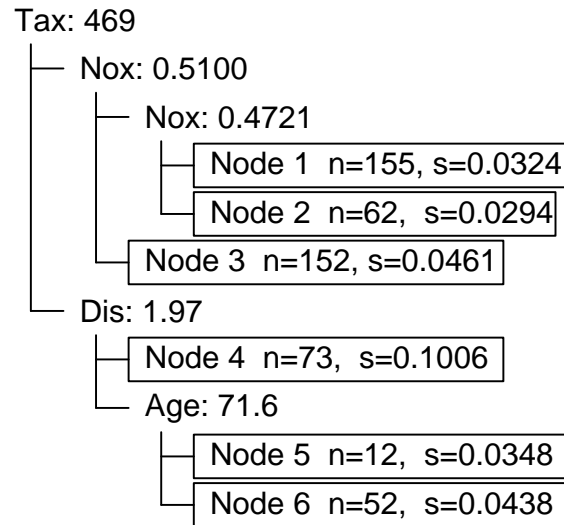 Tax: 469
Nox: 0.5100
Nox: 0.4721
Node 1 n=155, s=0.0324
Node 2 n=62, s=0.0294
Node 3 n=152, s=0.0461
Dis: 1.97
Node 4 n=73, s=0.1006
Age: 71.6
Node 5 n=12, s=0.0348
Node 6 n=52, s=0.0438